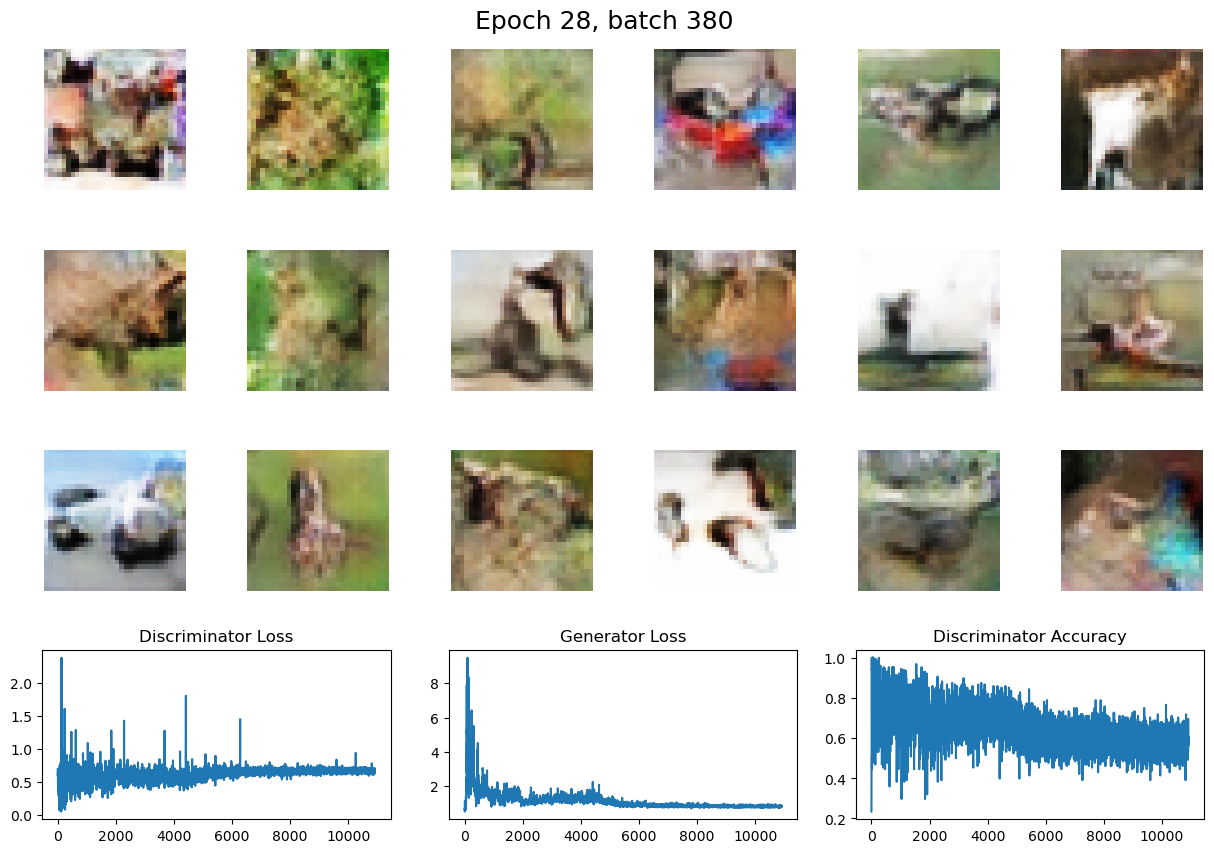 Epoch 28, batch 380
Discriminator Loss
Generator Loss
Discriminator Accuracy
2.0
1.5
1.0
0.5
0.0
0 2000 4000 6000 8000 10000
8
6
4
2
0 2000 4000 6000 8000 10000
1.0
0.8
0.6
0.4
0.2
0 2000 4000 6000 8000 10000